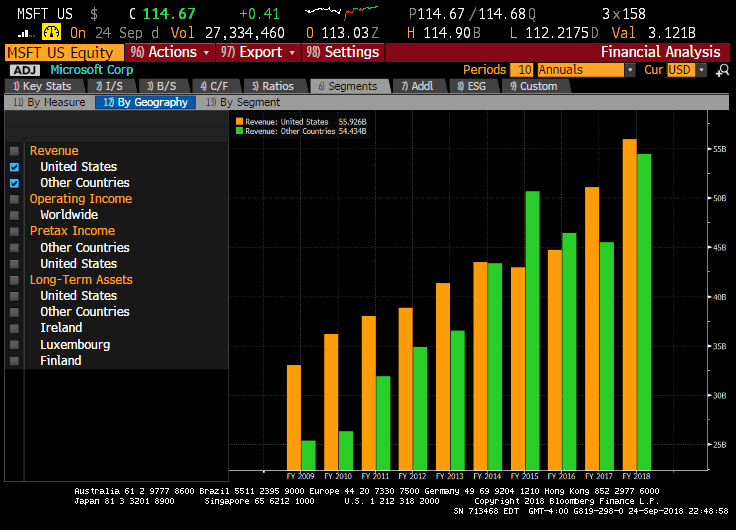 MSFT US $ C 114.67 +0.41 P114.67 /114.68Q 3 x 158
On 24 Sep d Vol 27,334,460 O 113.03Z H 114.90B L 112.2175D Val 3.121B
MSFT US Equity 96) Actions 97) Export 98) Settings Financial Analysis
ADJ Microsoft Corp Periods 10 Annuals Cur USD
1) Key Stats 2) I/S 3) B/S 4) C/F 5) Ratios 6) Segments 7) Addl 8) ESG 9) Custom
11) By Measure 12) By Geography 13) By Segment
Revenue: United States 55.926B
Revenue: Other Countries 54.434B
Revenue
United States
Other Countries
Operating Income
Worldwide
Pretax Income
Other Countries
United States
Long-Term Assets
United States
Other Countries
Ireland
Luxembourg
Finland
55B
50B
45B
40B
35B
30B
25B
FY 2009 FY 2010 FY 2011 FY 2012 FY 2013 FY 2014 FY 2015 FY 2016 FY 2017 FY 2018
Australia 61 2 9777 8600 Brazil 5511 2395 9000 Europe 44 20 7330 7500 Germany 49 69 9204 1210 Hong Kong 852 2977 6000
Japan 81 3 3201 8900 Singapore 65 6212 1000 U.S. 1 212 318 2000 Copyright 2018 Bloomberg Finance L.P.
SN 713468 EDT GMT-4:00 G819-298-0 24-Sep-2018 22:48:58